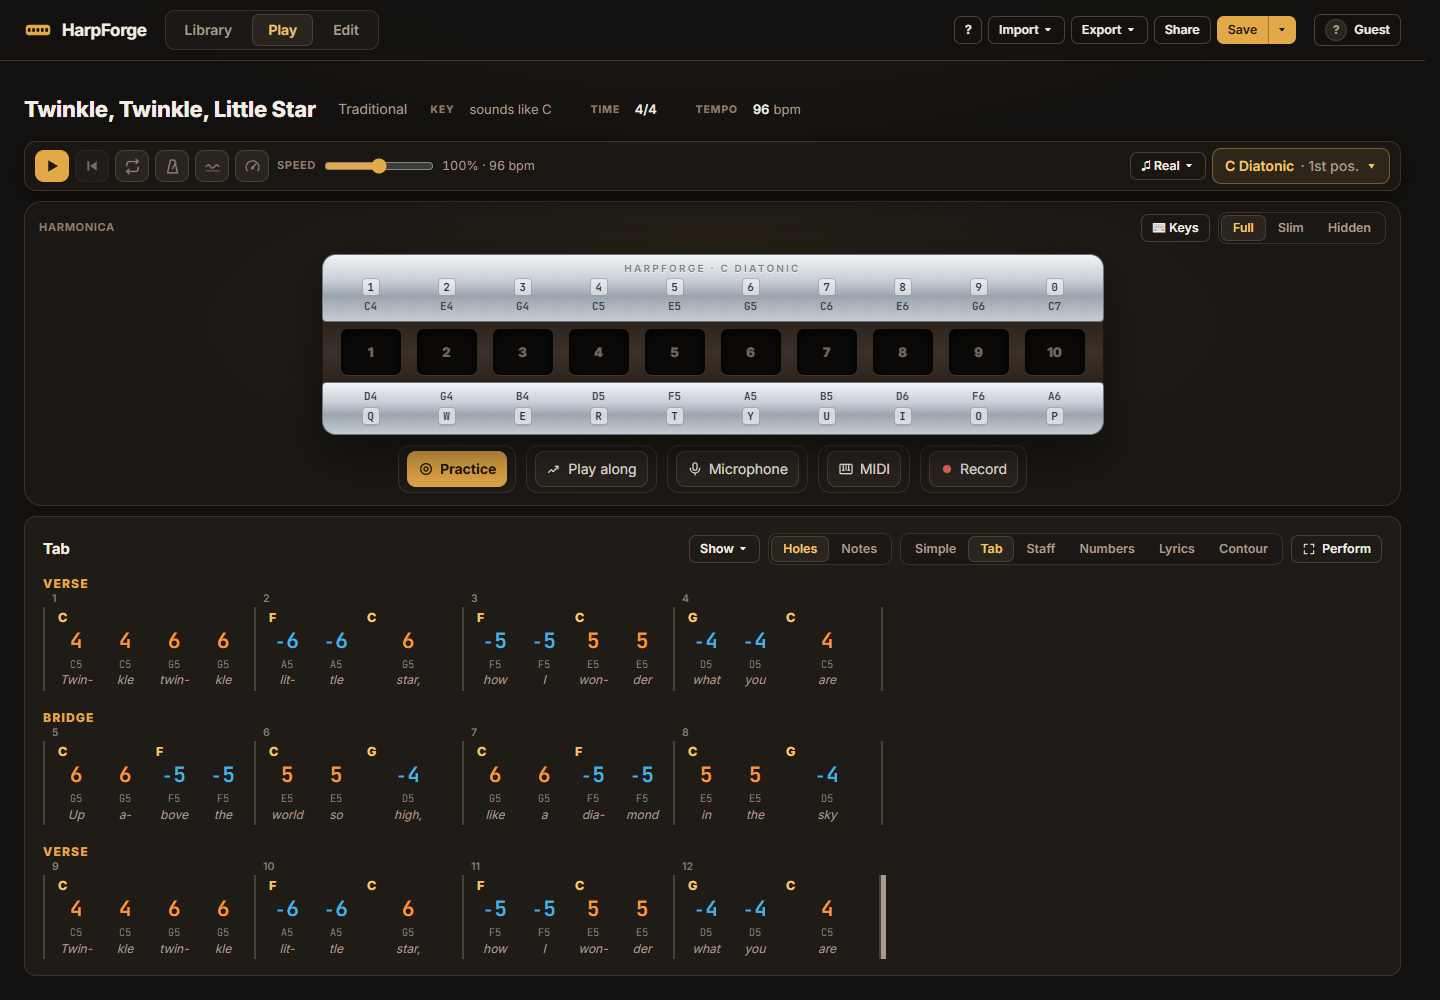 HarpForge Library Play Edit ? Import Export Share Save ? Guest
Twinkle, Twinkle, Little Star Traditional KEY sounds like C TIME 4/4 TEMPO 96 bpm
SPEED 100% · 96 bpm Real C Diatonic · 1st pos.
HARMONICA Keys Full Slim Hidden
HARPFORGE · C DIATONIC
1 2 3 4 5 6 7 8 9 0
C4 E4 G4 C5 E5 G5 C6 E6 G6 C7
1 2 3 4 5 6 7 8 9 10
D4 G4 B4 D5 F5 A5 B5 D6 F6 A6
Q W E R T Y U I O P
Practice Play along Microphone MIDI Record
Tab Show Holes Notes Simple Tab Staff Numbers Lyrics Contour Perform
VERSE
1 2 3 4
C F C F C G C
4 4 6 6 -6 -6 6 -5 -5 5 5 -4 -4 4
C5 C5 G5 G5 A5 A5 G5 F5 F5 E5 E5 D5 D5 C5
Twin- kle twin- kle lit- tle star, how I won- der what you are
BRIDGE
5 6 7 8
C F C G C F C G
6 6 -5 -5 5 5 -4 6 6 -5 -5 5 5 -4
G5 G5 F5 F5 E5 E5 D5 G5 G5 F5 F5 E5 E5 D5
Up a- bove the world so high, like a dia- mond in the sky
VERSE
9 10 11 12
C F C F C G C
4 4 6 6 -6 -6 6 -5 -5 5 5 -4 -4 4
C5 C5 G5 G5 A5 A5 G5 F5 F5 E5 E5 D5 D5 C5
Twin- kle twin- kle lit- tle star, how I won- der what you are